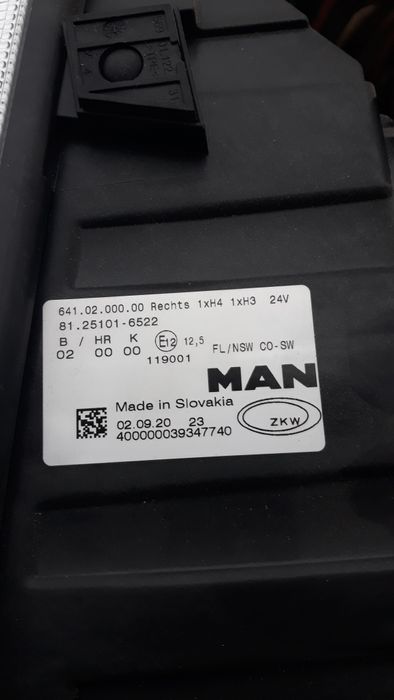 641.02.000.00 Rechts 1xH4 1xH3 24V
81.25101-6522
B / HR K E12 12,5 FL/NSW CO-SW
02 00 00
119001
MAN
Made in Slovakia
02.09.20 23
400000039347740
ZKW